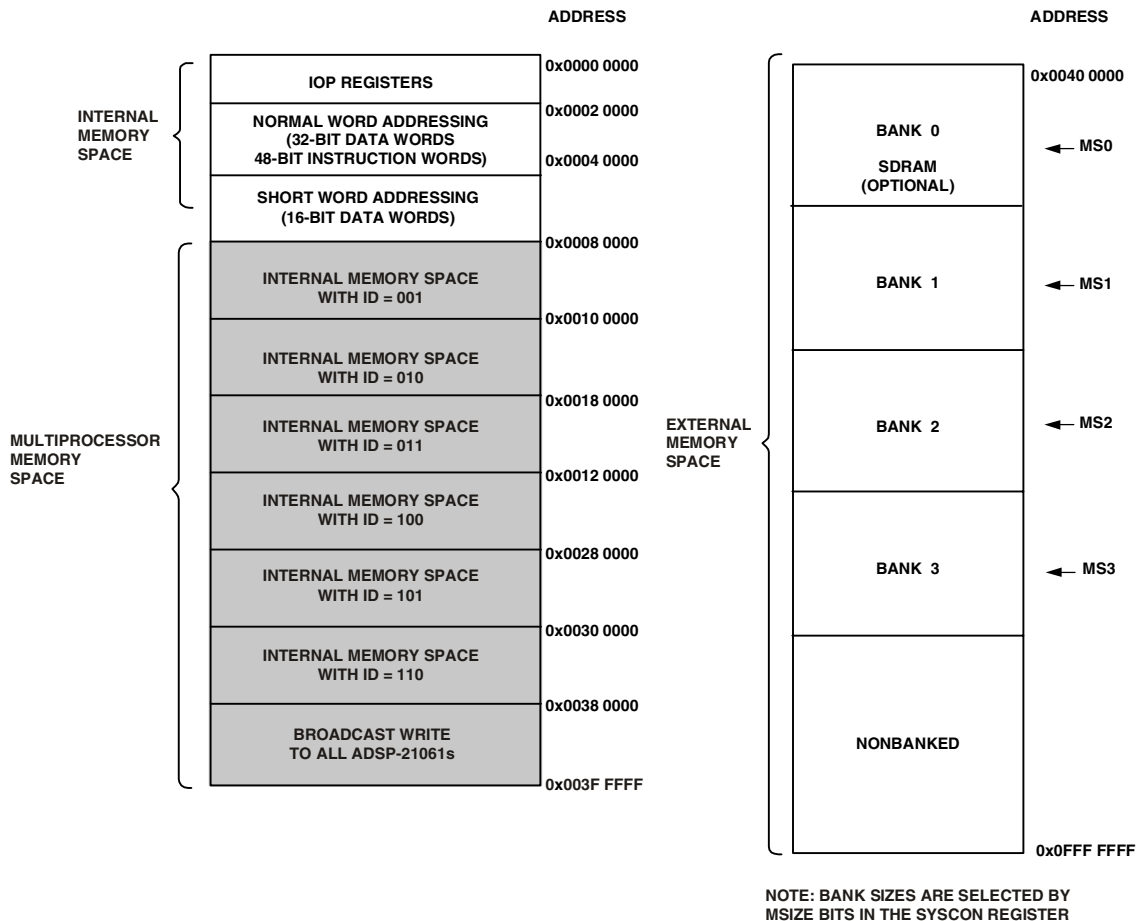 ADDRESS
0x0000 0000
IOP REGISTERS
0x0002 0000
INTERNAL
MEMORY
SPACE
NORMAL WORD ADDRESSING
(32-BIT DATA WORDS
48-BIT INSTRUCTION WORDS)
0x0004 0000
SHORT WORD ADDRESSING
(16-BIT DATA WORDS)
0x0008 0000
INTERNAL MEMORY SPACE
WITH ID = 001
0x0010 0000
INTERNAL MEMORY SPACE
WITH ID = 010
0x0018 0000
MULTIPROCESSOR
MEMORY
SPACE
INTERNAL MEMORY SPACE
WITH ID = 011
0x0012 0000
INTERNAL MEMORY SPACE
WITH ID = 100
0x0028 0000
INTERNAL MEMORY SPACE
WITH ID = 101
0x0030 0000
INTERNAL MEMORY SPACE
WITH ID = 110
0x0038 0000
BROADCAST WRITE
TO ALL ADSP-21061s
0x003F FFFF
ADDRESS
0x0040 0000
BANK 0
MS0
SDRAM
(OPTIONAL)
BANK 1
MS1
EXTERNAL
MEMORY
SPACE
BANK 2
MS2
BANK 3
MS3
NONBANKED
0x0FFF FFFF
NOTE: BANK SIZES ARE SELECTED BY
MSIZE BITS IN THE SYSCON REGISTER